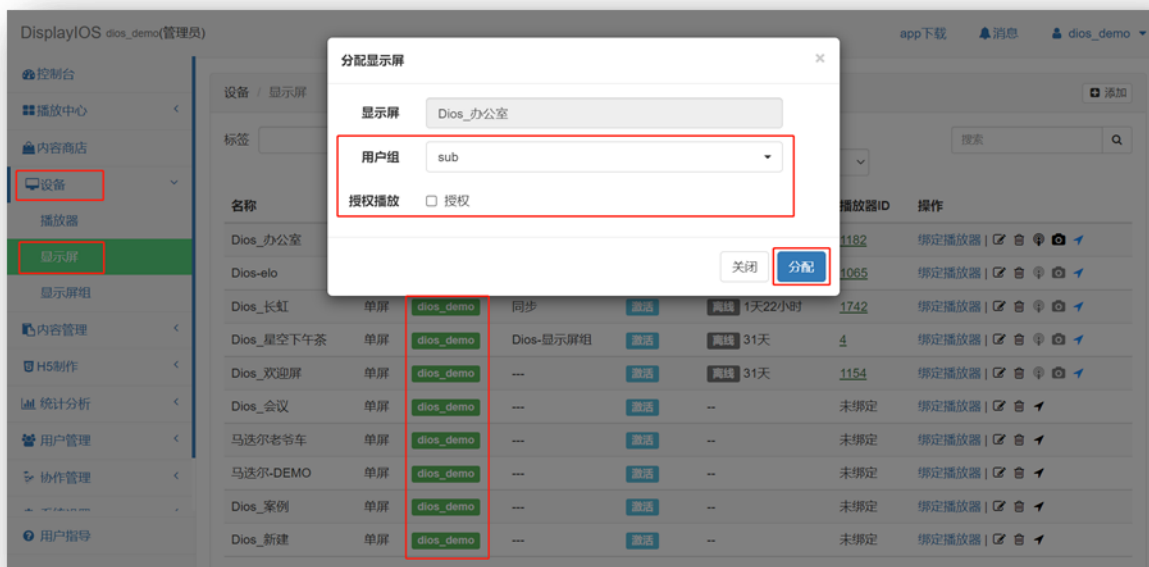 DisplayIOS dios_demo(管理员) app下载 消息 dios_demo
控制台
播放中心
内容商店
设备
播放器
显示屏
显示屏组
内容管理
H5制作
统计分析
用户管理
协作管理
用户指导
设备 / 显示屏 添加
标签 搜索
分配显示屏 ×
显示屏 Dios_办公室
用户组 sub
授权播放 授权
关闭 分配
名称 播放器ID 操作
Dios_办公室 1182 绑定播放器 |
Dios-elo 1065 绑定播放器 |
Dios_长虹 单屏 dios_demo 同步 激活 离线 1天22小时 1742 绑定播放器 |
Dios_星空下午茶 单屏 dios_demo Dios-显示屏组 激活 离线 31天 4 绑定播放器 |
Dios_欢迎屏 单屏 dios_demo --- 激活 离线 31天 1154 绑定播放器 |
Dios_会议 单屏 dios_demo --- 激活 -- 未绑定 绑定播放器 |
马迭尔老爷车 单屏 dios_demo --- 激活 -- 未绑定 绑定播放器 |
马迭尔-DEMO 单屏 dios_demo --- 激活 -- 未绑定 绑定播放器 |
Dios_案例 单屏 dios_demo --- 激活 -- 未绑定 绑定播放器 |
Dios_新建 单屏 dios_demo --- 激活 -- 未绑定 绑定播放器 |